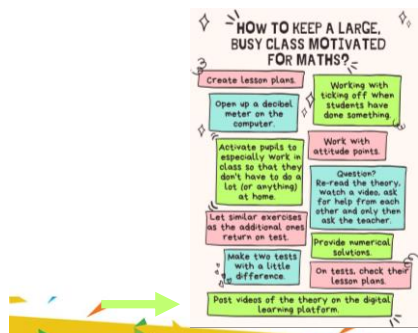 HOW TO KEEP A LARGE,
BUSY CLASS MOTIVATED
FOR MATHS?
Create lesson plans.
Working with
ticking off when
students have
done something.
Open up a decibel
meter on the
computer.
Work with
attitude points.
Activate pupils to
especially work in
class so that they
don't have to do a
lot (or anything)
at home.
Question?
Re-read the theory,
watch a video, ask
for help from each
other and only then
ask the teacher.
Let similar exercises
as the additional ones
return on test.
Provide numerical
solutions.
Make two tests
with a little
difference.
On tests, check their
lesson plans.
Post videos of the theory on the digital
learning platform.